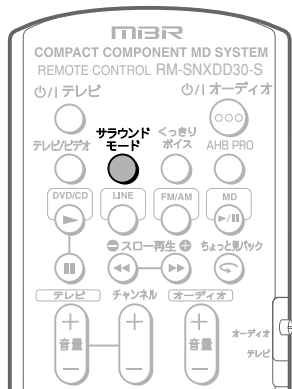 MBR
COMPACT COMPONENT MD SYSTEM
REMOTE CONTROL RM-SNXDD30-S
⏻/I テレビ
⏻/I オーディオ
テレビ/ビデオ
サラウンド
モード
くっきり
ボイス
AHB PRO
DVD/CD
LINE
FM/AM
MD
スロー再生
ちょっと見バック
テレビ
チャンネル
オーディオ
音量
音量
オーディオ
テレビ